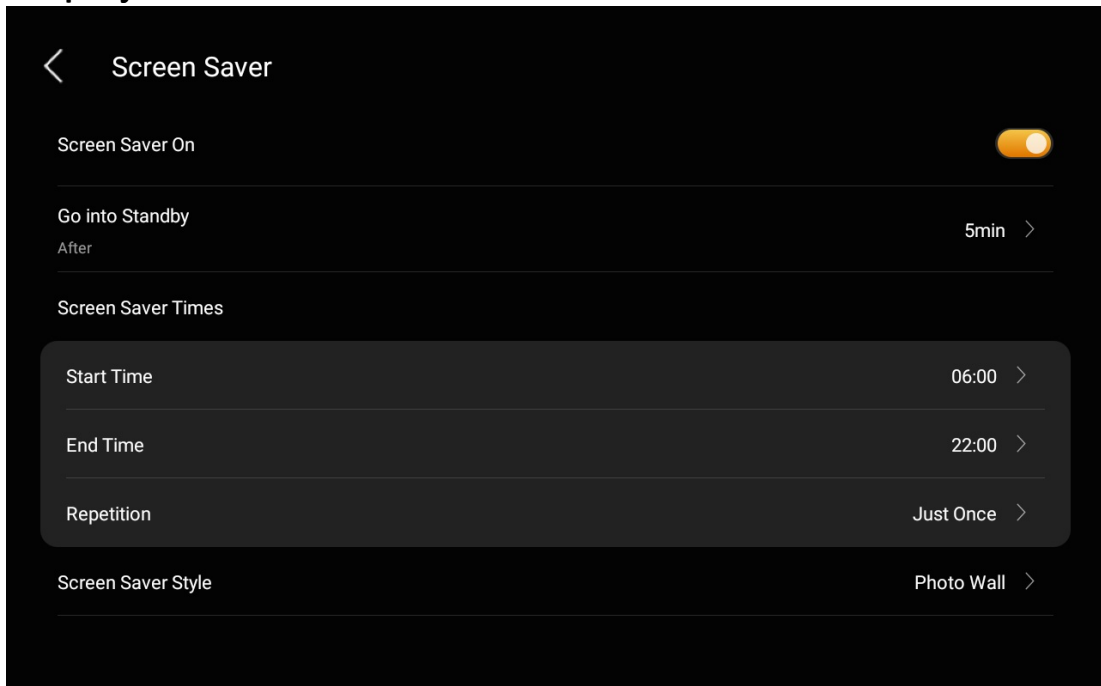 Screen Saver
Screen Saver On
Go into Standby
After
5min
Screen Saver Times
Start Time 06:00
End Time 22:00
Repetition Just Once
Screen Saver Style Photo Wall